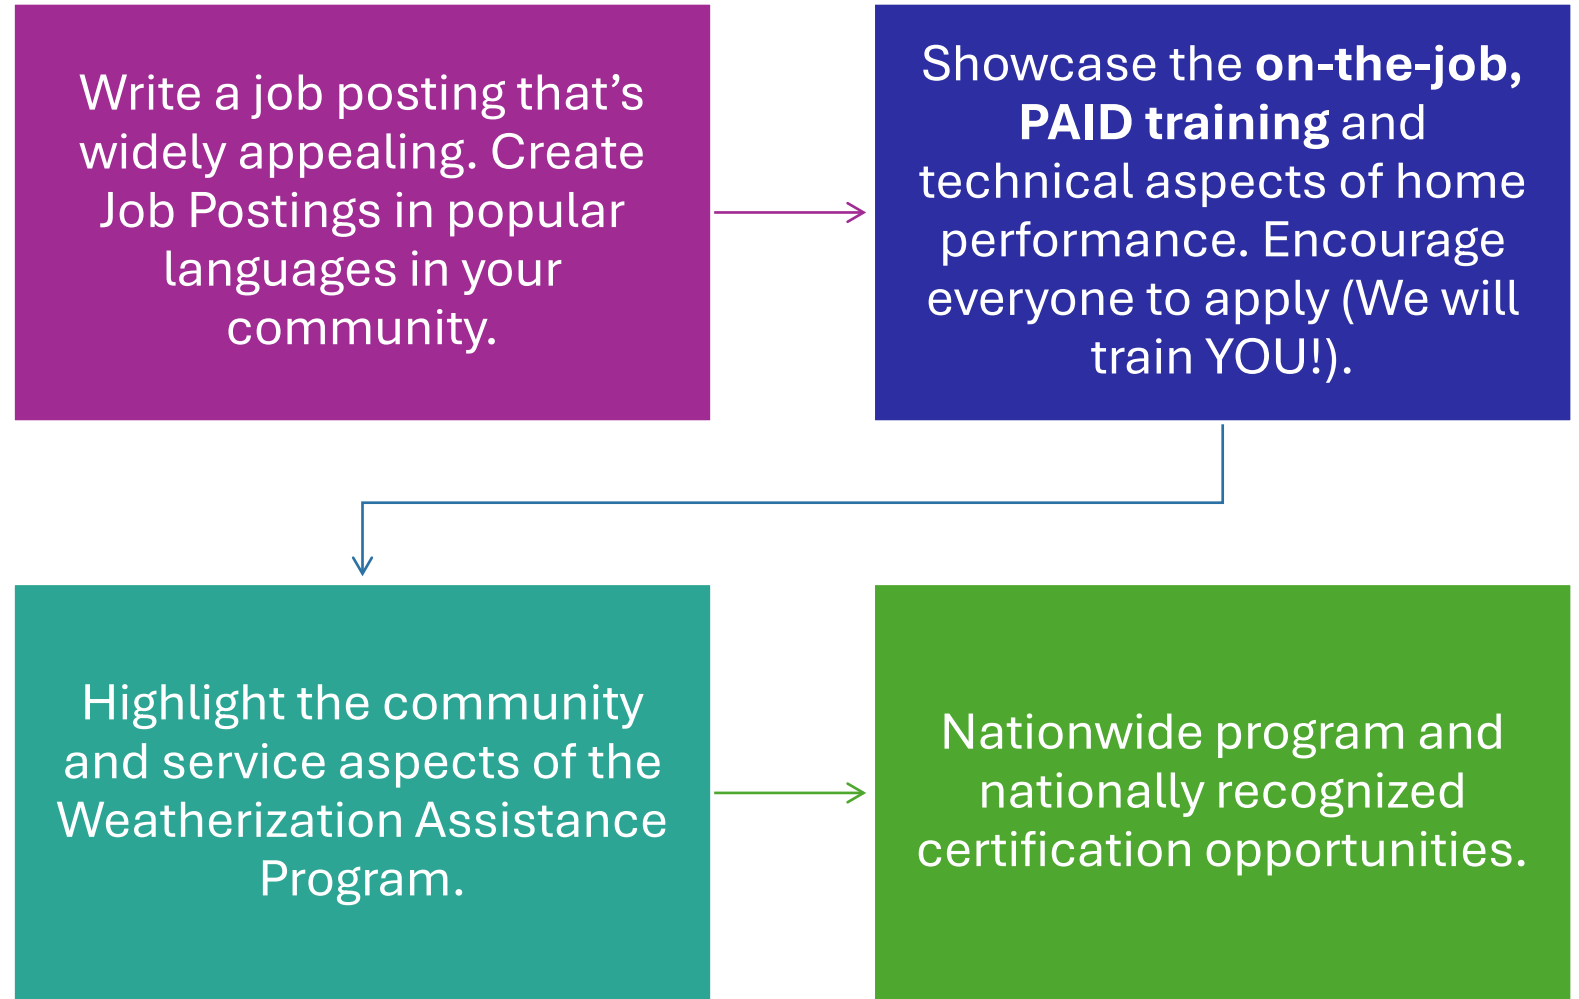 Write a job posting that’s
widely appealing. Create
Job Postings in popular
languages in your
community.
Showcase the on-the-job,
PAID training and
technical aspects of home
performance. Encourage
everyone to apply (We will
train YOU!).
Highlight the community
and service aspects of the
Weatherization Assistance
Program.
Nationwide program and
nationally recognized
certification opportunities.